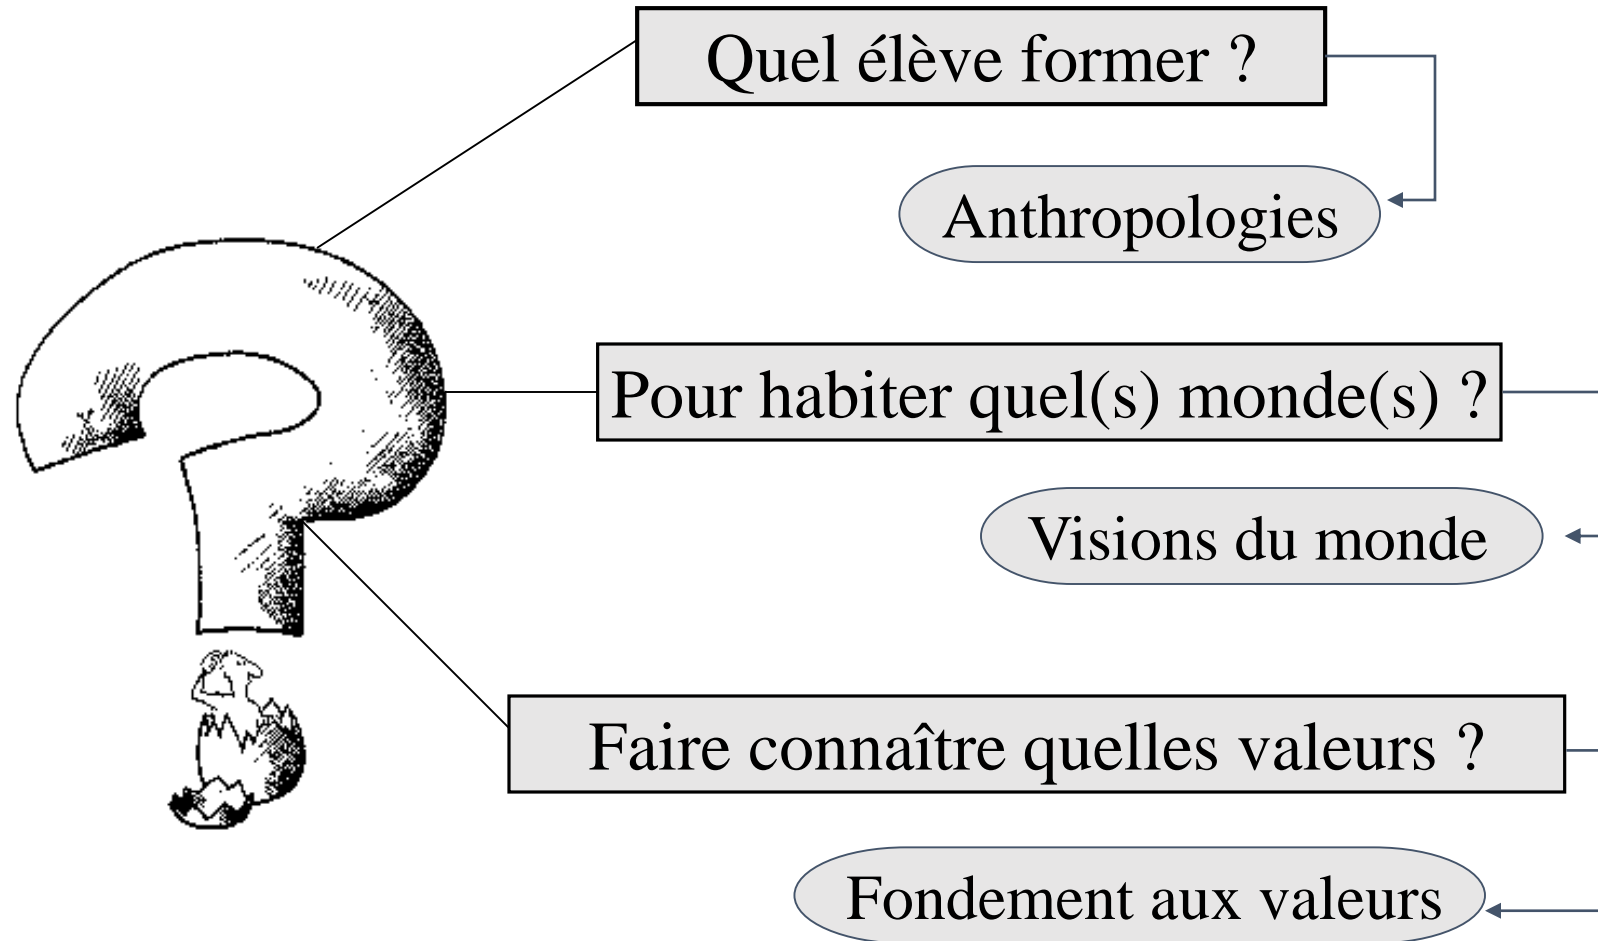 Quel élève former ?
Anthropologies
Pour habiter quel(s) monde(s) ?
Visions du monde
Faire connaître quelles valeurs ?
Fondement aux valeurs